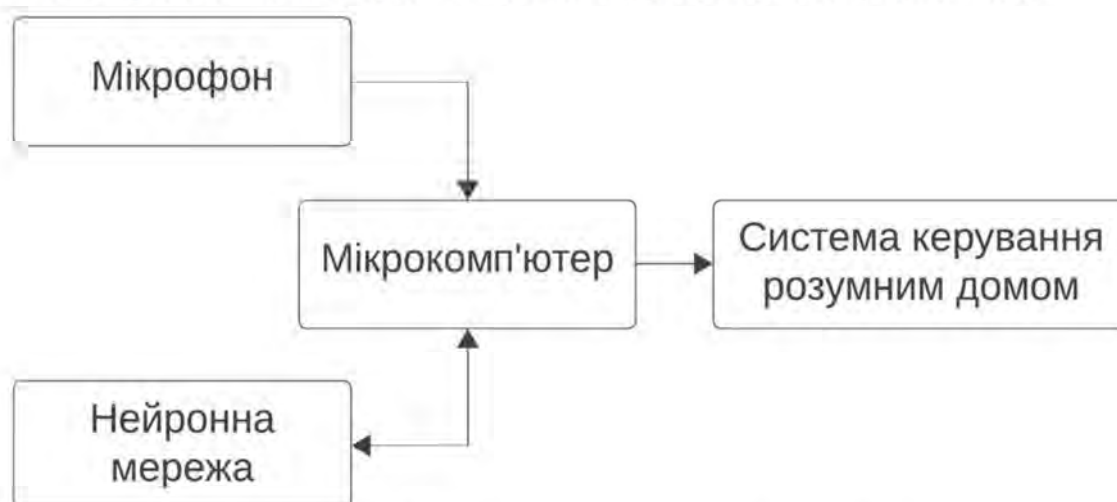 Мікрофон
Мікрокомп'ютер
Система керування
розумним домом
Нейронна
мережа